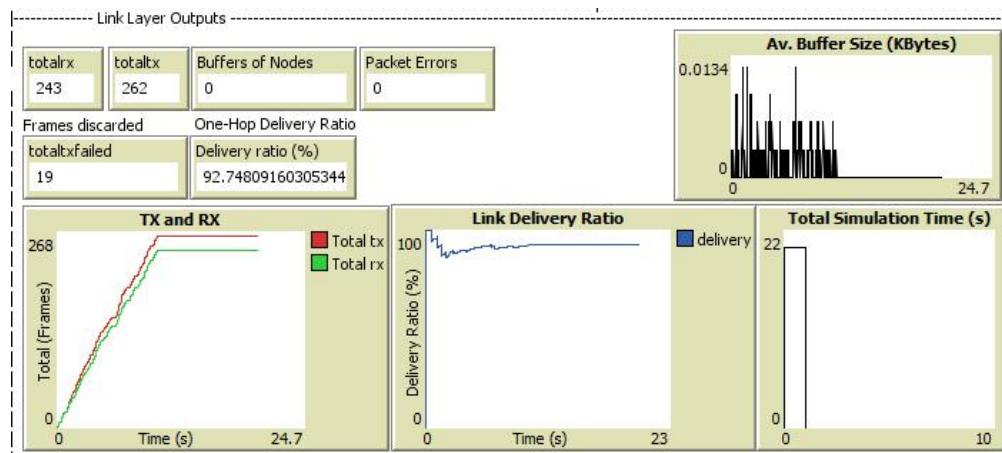 Link Layer Outputs
totalrx
243
totaltx
262
Buffers of Nodes
0
Packet Errors
0
Frames discarded
One-Hop Delivery Ratio
totaltxfailed
19
Delivery ratio (%)
92.74809160305344
Av. Buffer Size (KBytes)
0.0134
0
0
24.7
TX and RX
268
Total (Frames)
0
0
Time (s)
24.7
Total tx
Total rx
Link Delivery Ratio
100
Delivery Ratio (%)
0
0
Time (s)
23
delivery
Total Simulation Time (s)
22
0
0
10